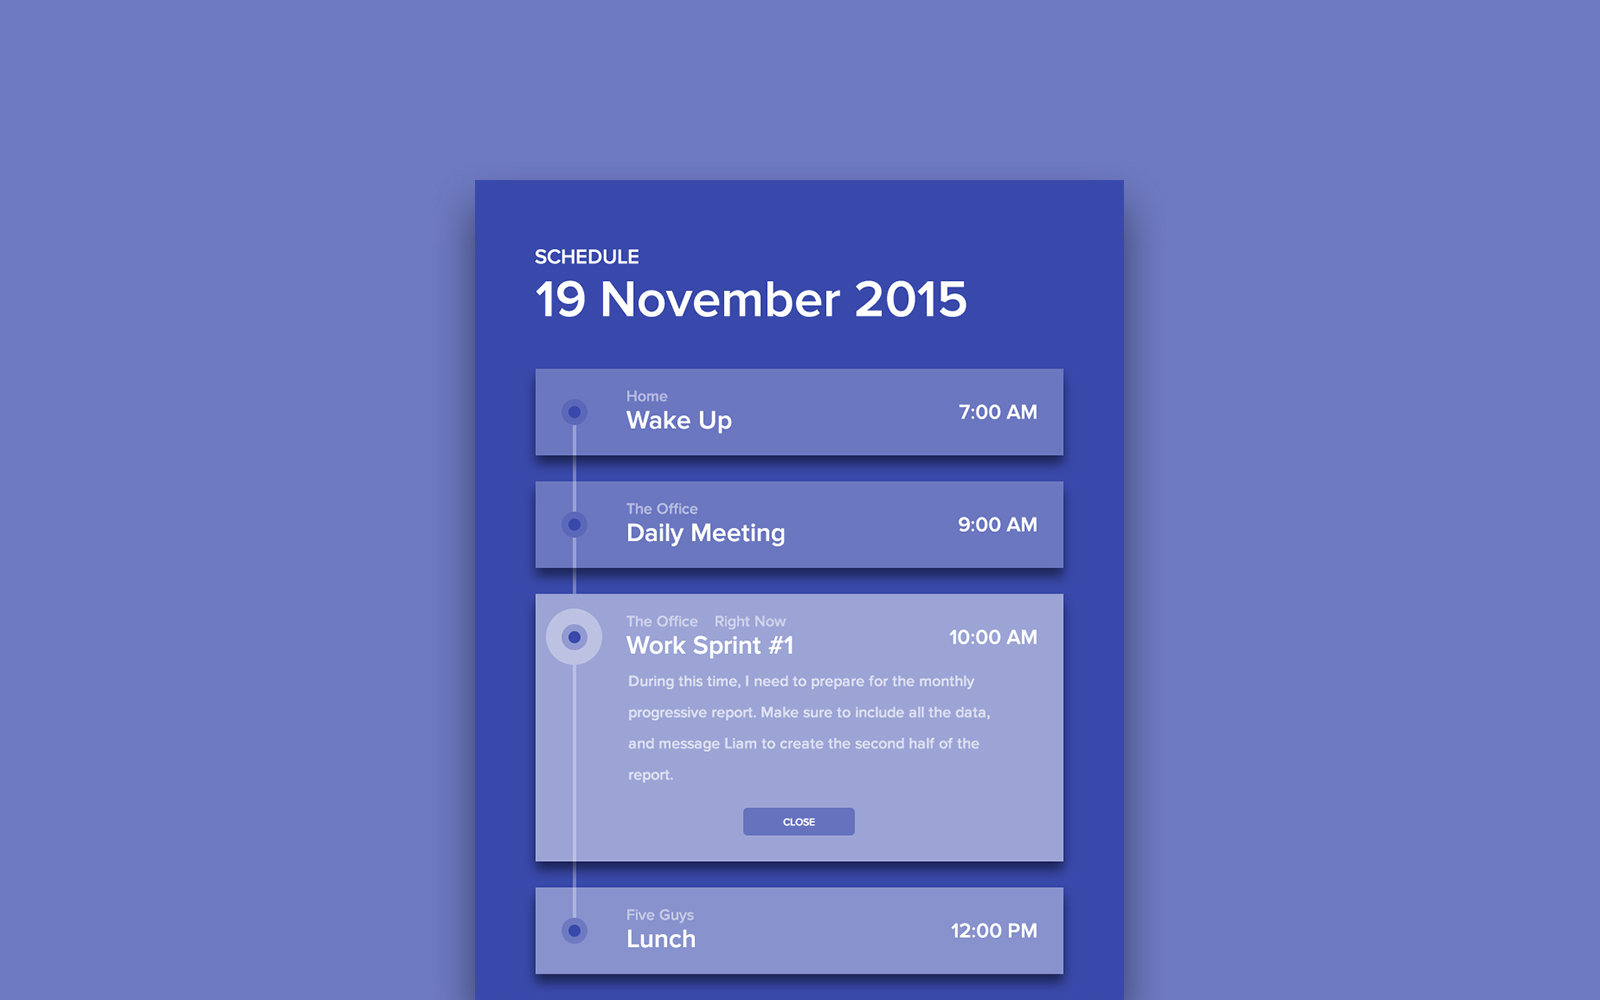 SCHEDULE
19 November 2015
Home
Wake Up
7:00 AM
The Office
Daily Meeting
9:00 AM
The Office Right Now
Work Sprint #1
10:00 AM
During this time, I need to prepare for the monthly
progressive report. Make sure to include all the data,
and message Liam to create the second half of the
report.
CLOSE
Five Guys
Lunch
12:00 PM